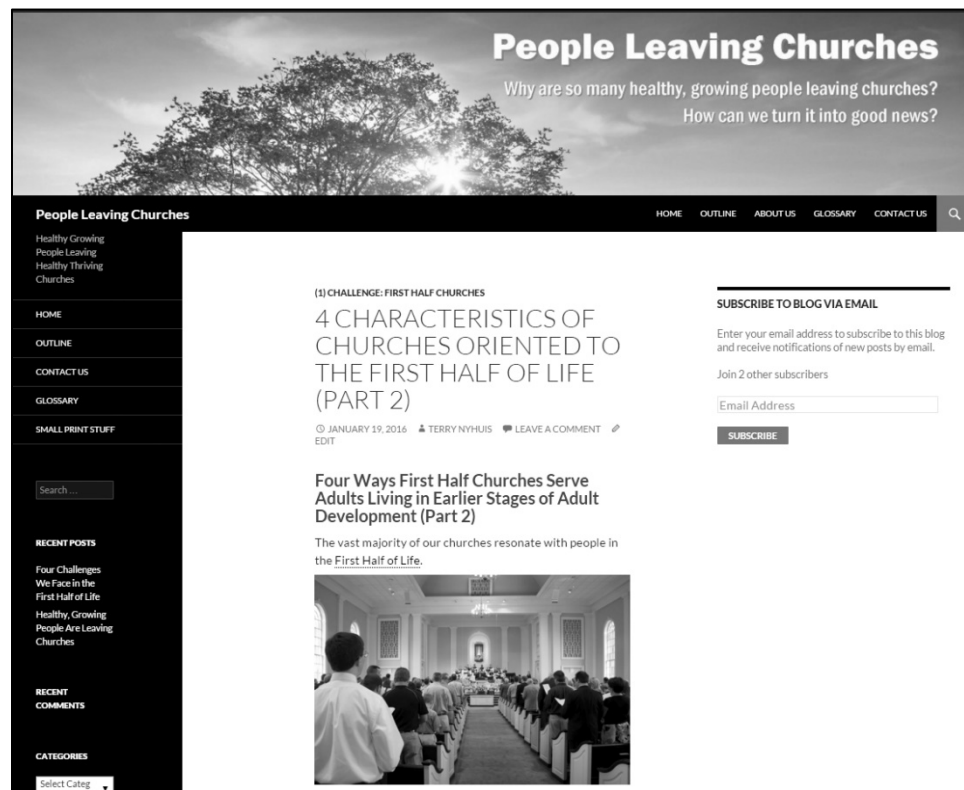 People Leaving Churches
Why are so many healthy, growing people leaving churches?
How can we turn it into good news?
People Leaving Churches
HOME OUTLINE ABOUT US GLOSSARY CONTACT US
Healthy Growing
People Leaving
Healthy Thriving
Churches
HOME
OUTLINE
CONTACT US
GLOSSARY
SMALL PRINT STUFF
Search ...
RECENT POSTS
Four Challenges
We Face in the
First Half of Life
Healthy, Growing
People Are Leaving
Churches
RECENT
COMMENTS
CATEGORIES
Select Categ
(1) CHALLENGE: FIRST HALF CHURCHES
4 CHARACTERISTICS OF
CHURCHES ORIENTED TO
THE FIRST HALF OF LIFE
(PART 2)
JANUARY 19, 2016 TERRY NYHUIS LEAVE A COMMENT
EDIT
Four Ways First Half Churches Serve
Adults Living in Earlier Stages of Adult
Development (Part 2)
The vast majority of our churches resonate with people in
the First Half of Life.
SUBSCRIBE TO BLOG VIA EMAIL
Enter your email address to subscribe to this blog
and receive notifications of new posts by email.
Join 2 other subscribers
Email Address
SUBSCRIBE